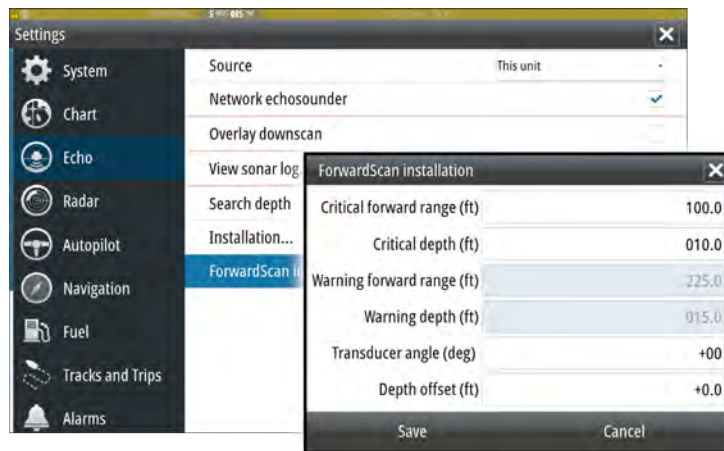 Settings
System
Chart
Echo
Radar
Autopilot
Navigation
Fuel
Tracks and Trips
Alarms
Source This unit
Network echosounder
Overlay downscan
View sonar log
Search depth
Installation...
ForwardScan
ForwardScan installation
Critical forward range (ft) 100.0
Critical depth (ft) 010.0
Warning forward range (ft) 225.0
Warning depth (ft) 015.0
Transducer angle (deg) +00
Depth offset (ft) +0.0
Save Cancel